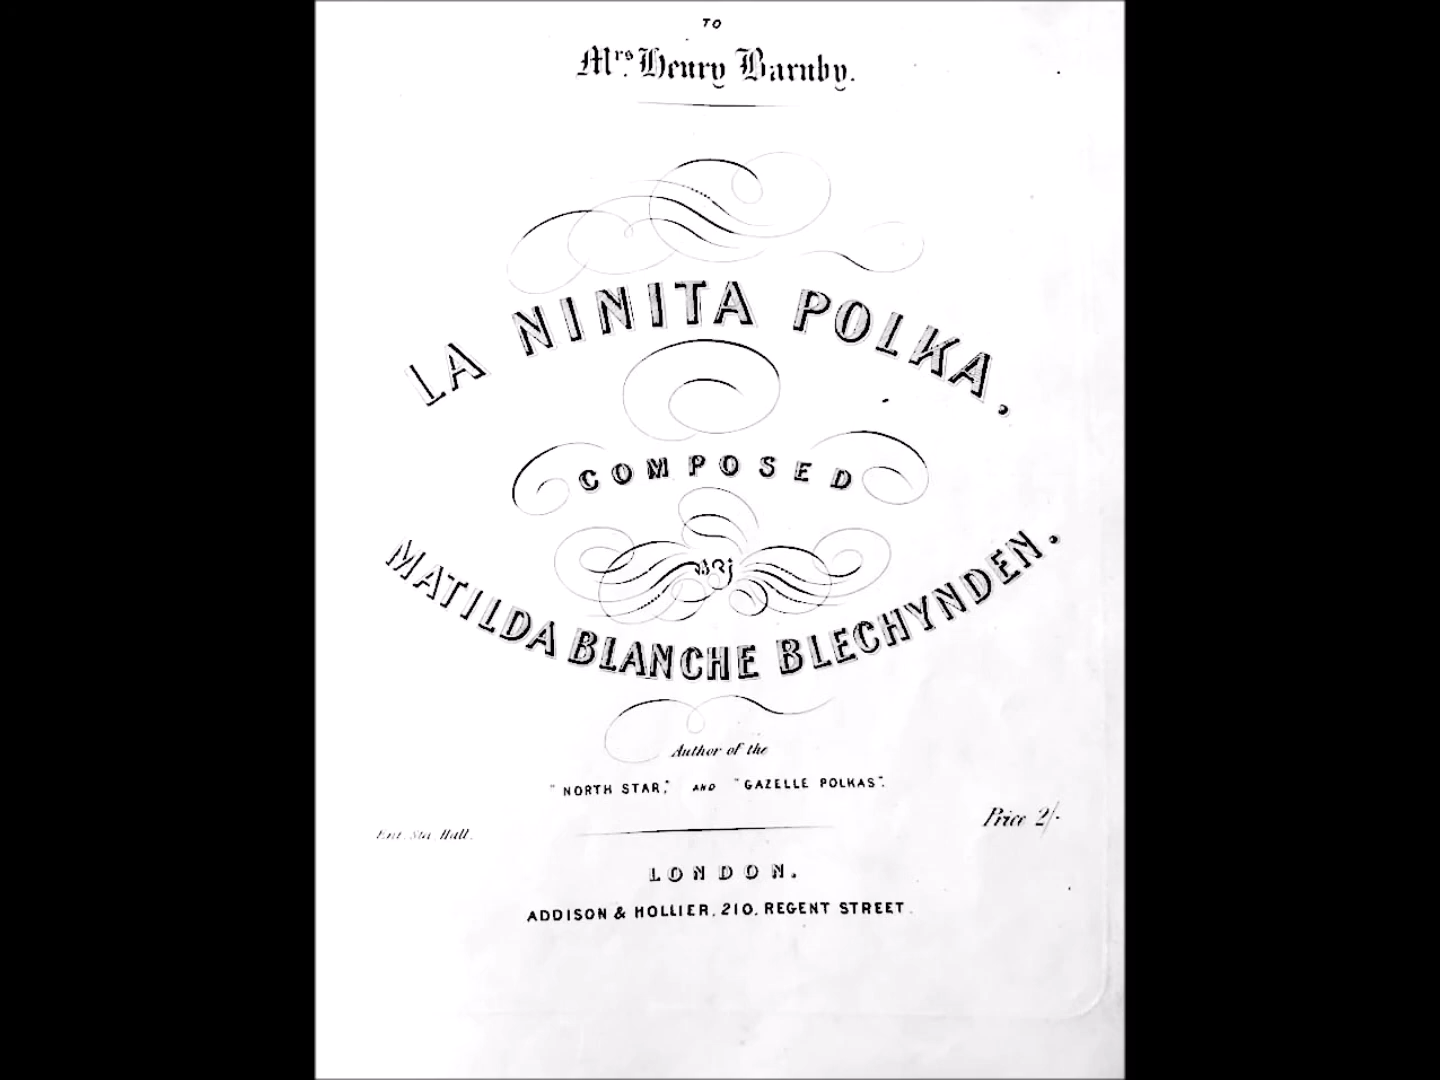 TO
Mrs. Henry Barnby.
LA NINITA POLKA.
COMPOSED
BY
MATILDA BLANCHE BLECHYNDEN.
Author of the
"NORTH STAR," AND "GAZELLE POLKAS".
Ent. Sta. Hall.
Price 2/-
LONDON.
ADDISON & HOLLIER, 210, REGENT STREET.